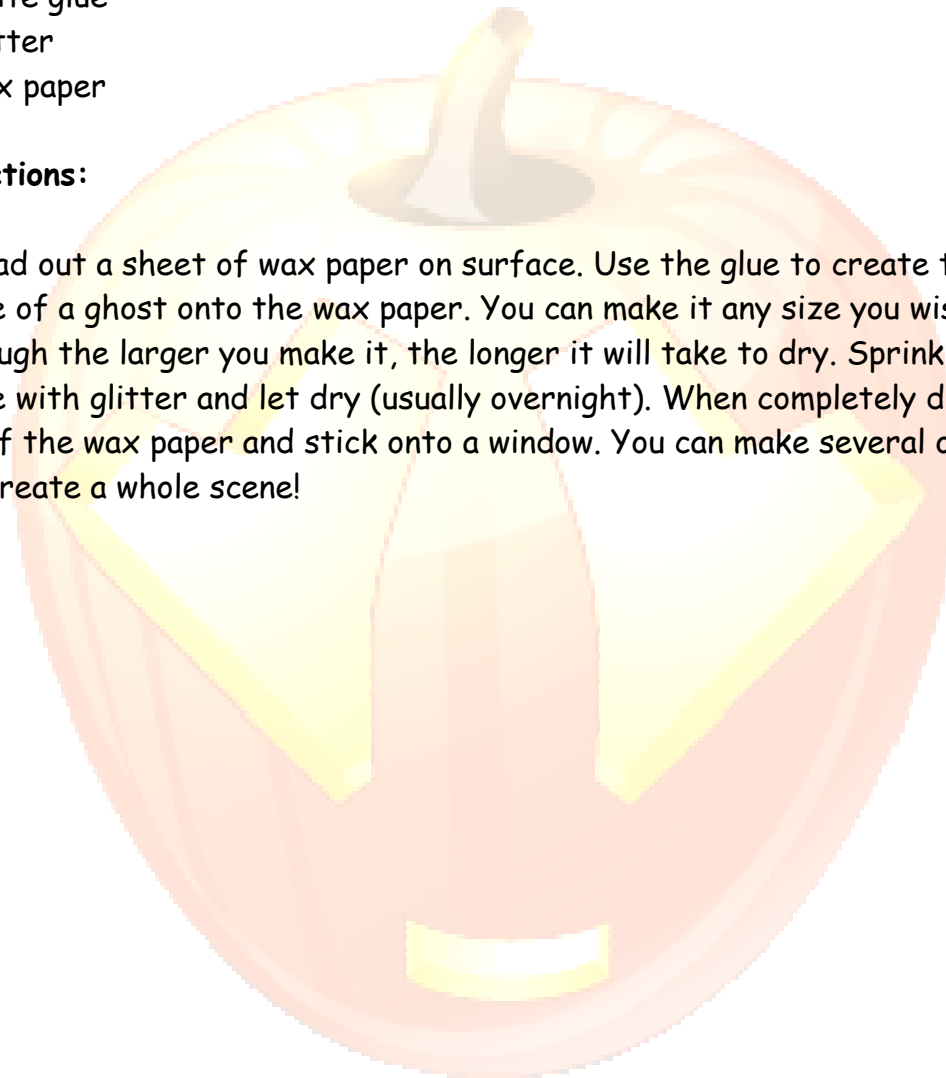 te glue
tter
x paper
ctions:
ad out a sheet of wax paper on surface. Use the glue to create t
e of a ghost onto the wax paper. You can make it any size you wis
ugh the larger you make it, the longer it will take to dry. Sprink
e with glitter and let dry (usually overnight). When completely d
f the wax paper and stick onto a window. You can make several
reate a whole scene!